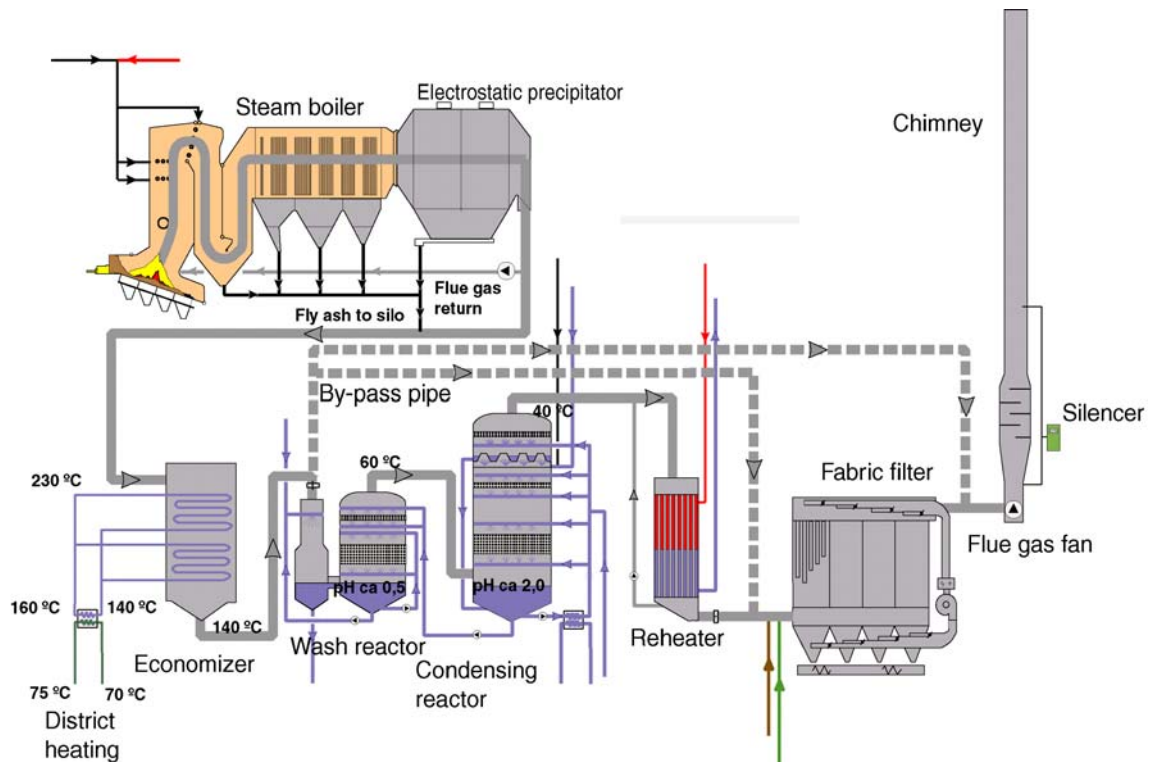 Electrostatic precipitator
Steam boiler
Chimney
Flue gas
return
Fly ash to silo
By-pass pipe
40 ºC
Silencer
60 ºC
230 ºC
Fabric filter
Flue gas fan
pH ca 0,5
pH ca 2,0
160 ºC
140 ºC
140 ºC
Wash reactor
Reheater
Economizer
Condensing
reactor
75 ºC
70 ºC
District
heating